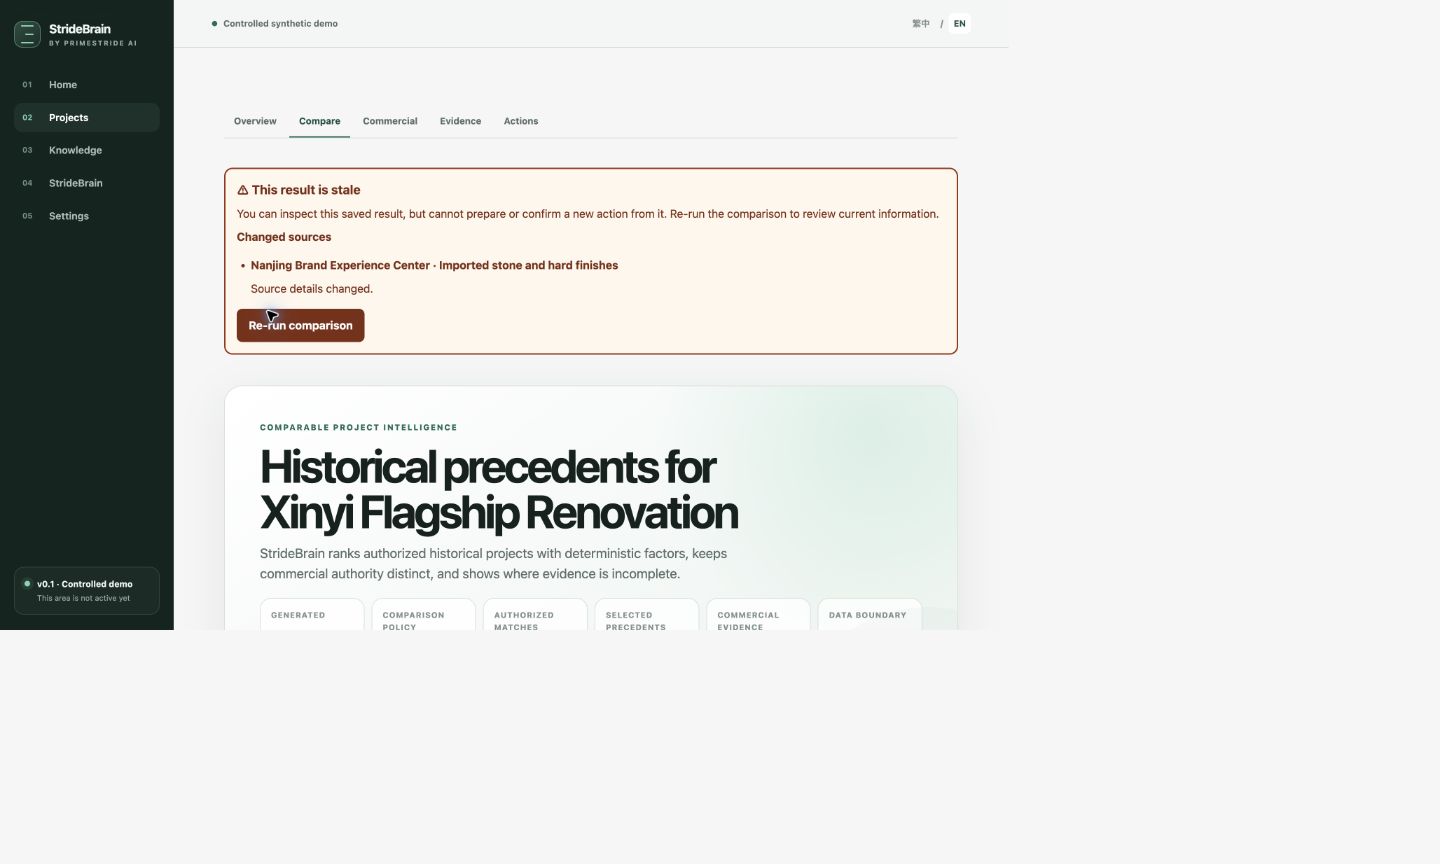 StrideBrain
BY PRIMESTRIDE AI
01 Home
02 Projects
03 Knowledge
04 StrideBrain
05 Settings
v0.1 · Controlled demo
This area is not active yet
Controlled synthetic demo
繁中 / EN
Overview Compare Commercial Evidence Actions
This result is stale
You can inspect this saved result, but cannot prepare or confirm a new action from it. Re-run the comparison to review current information.
Changed sources
• Nanjing Brand Experience Center · Imported stone and hard finishes
Source details changed.
Re-run comparison
COMPARABLE PROJECT INTELLIGENCE
Historical precedents for
Xinyi Flagship Renovation
StrideBrain ranks authorized historical projects with deterministic factors, keeps
commercial authority distinct, and shows where evidence is incomplete.
GENERATED
COMPARISON
POLICY
AUTHORIZED
MATCHES
SELECTED
PRECEDENTS
COMMERCIAL
EVIDENCE
DATA BOUNDARY